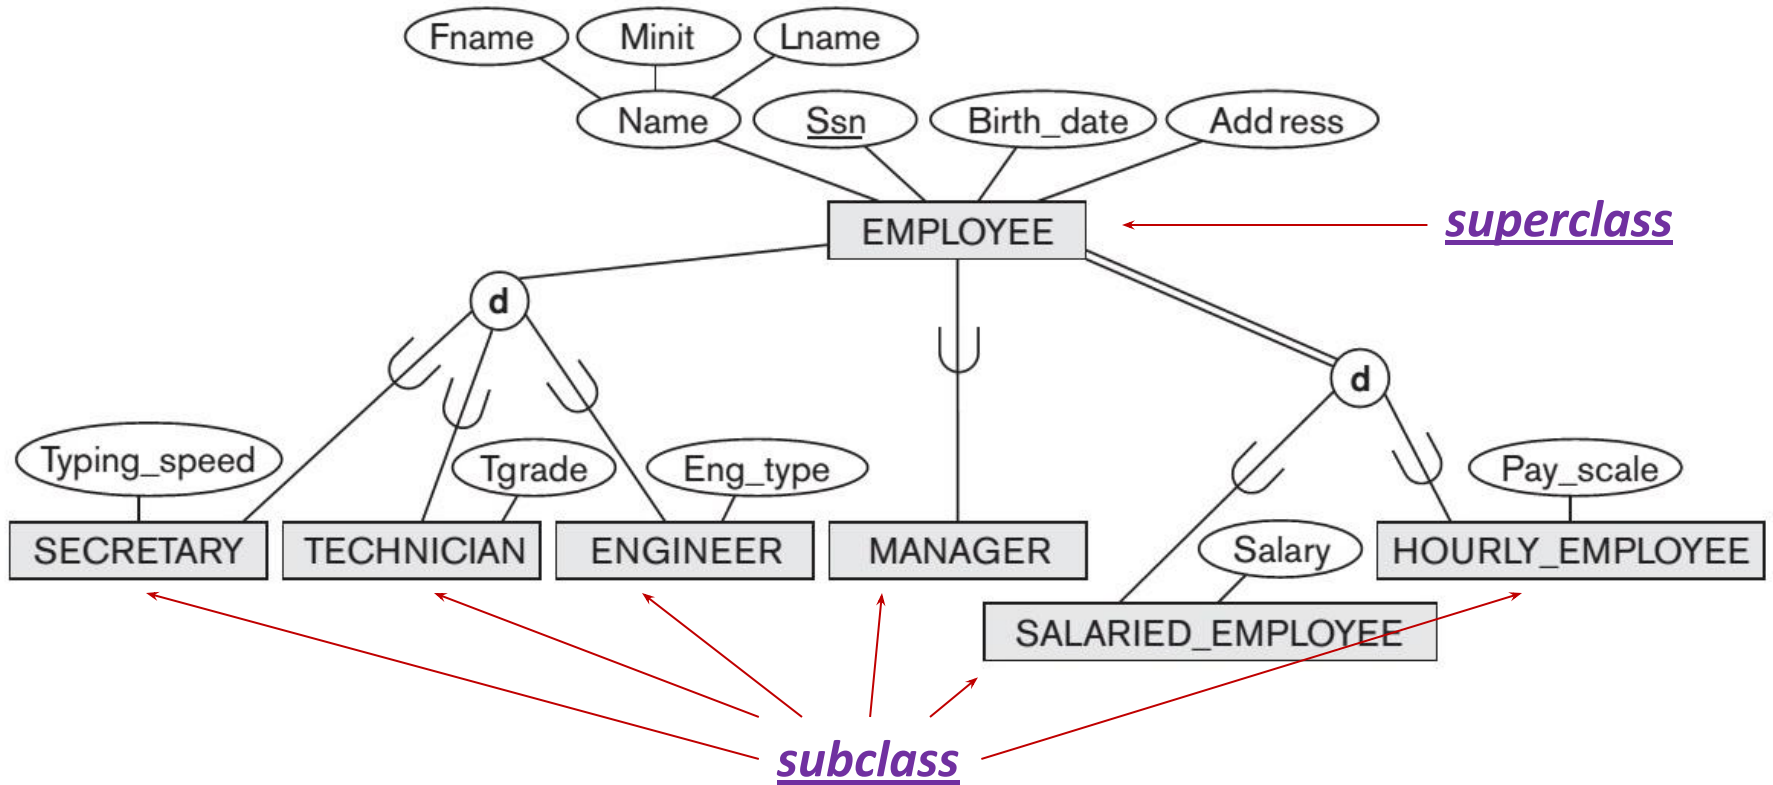 Fname Minit Lname
Name Ssn Birth_date Address
EMPLOYEE superclass
d
d
Typing_speed Tgrade Eng_type Pay_scale
SECRETARY TECHNICIAN ENGINEER MANAGER Salary HOURLY_EMPLOYEE
SALARIED_EMPLOYEE
subclass